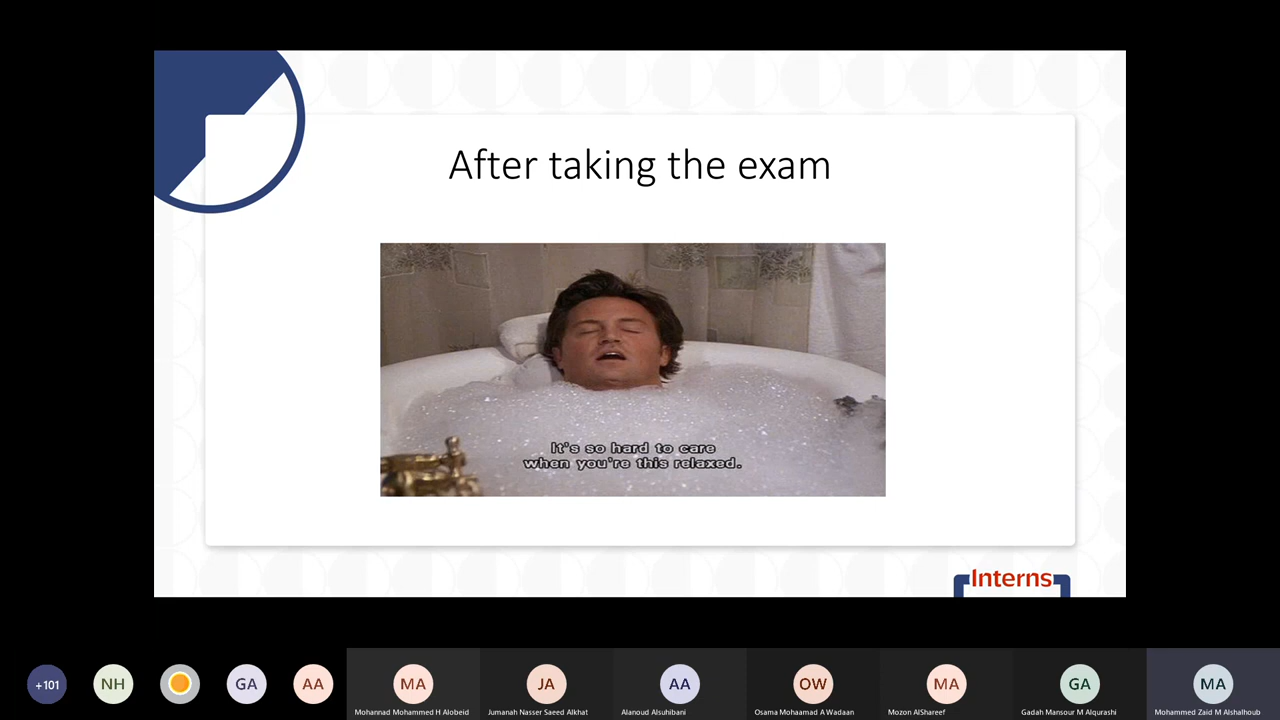 After taking the exam
It's so hard to care
when you're this relaxed.
Interns
+101
NH
GA
AA
MA
JA
AA
OW
MA
GA
MA
Mohannad Mohammed H Alobeid
Jumanah Nasser Saeed Alkhat
Alanoud Alsuhibani
Osama Mohaamad A Wadaan
Mozon AlShareef
Gadah Mansour M Alqurashi
Mohammed Zaid M Alshalhoub